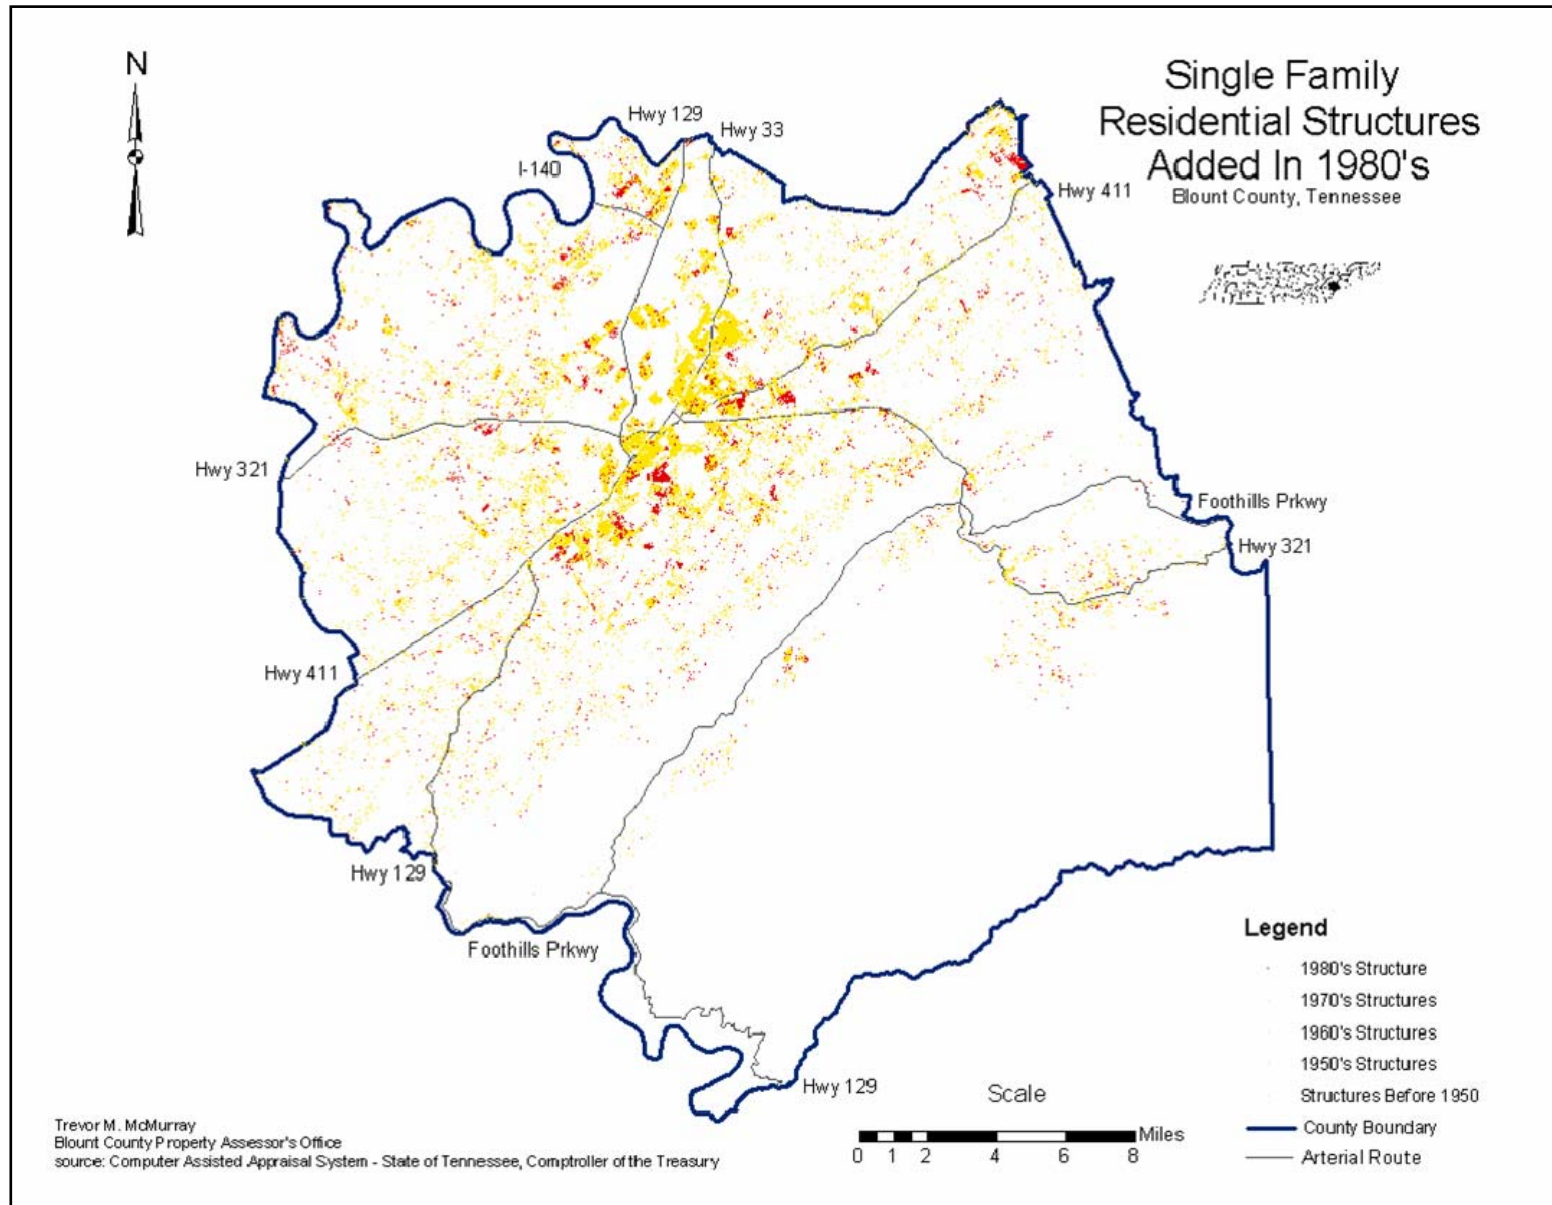 N
Single Family
Residential Structures
Added In 1980's
Blount County, Tennessee
Hwy 129
Hwy 33
I-140
Hwy 411
Hwy 321
Foothills Prkwy
Hwy 321
Hwy 411
Hwy 129
Foothills Prkwy
Hwy 129
Legend
1980's Structure
1970's Structures
1960's Structures
1950's Structures
Structures Before 1950
County Boundary
Arterial Route
Scale
Miles
0 1 2 4 6 8
Trevor M. McMurray
Blount County Property Assessor's Office
source: Computer Assisted Appraisal System - State of Tennessee, Comptroller of the Treasury